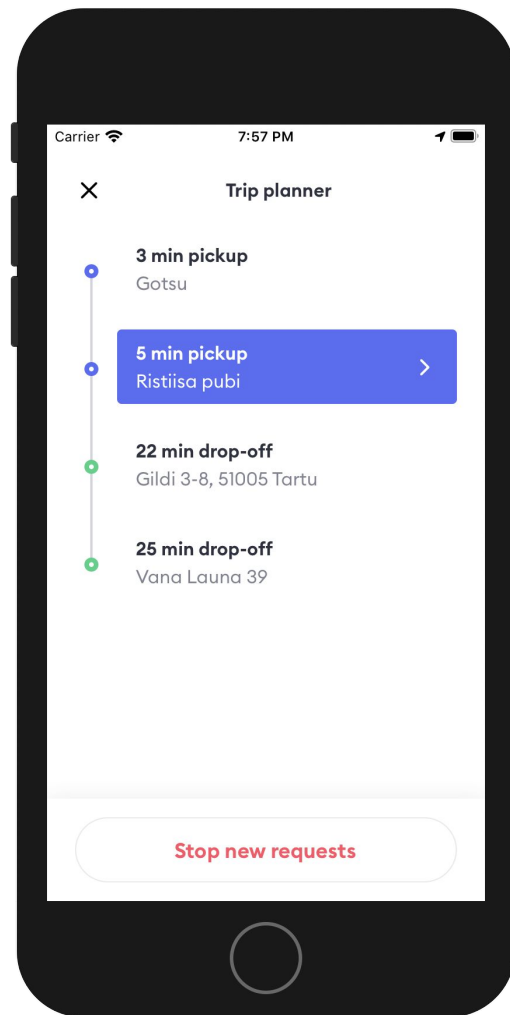 Carrier 7:57 PM
Trip planner
3 min pickup
Gotsu
5 min pickup
Ristiisa pubi
22 min drop-off
Gildi 3-8, 51005 Tartu
25 min drop-off
Vana Launa 39
Stop new requests